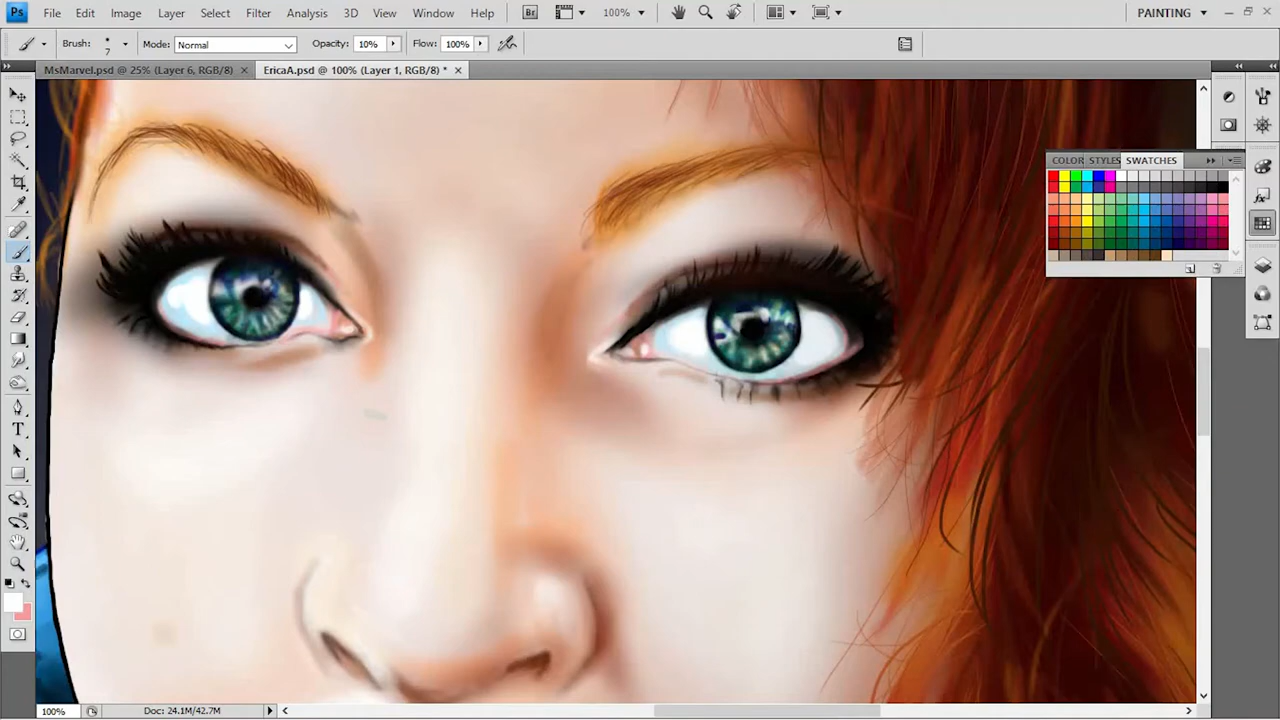 Ps File Edit Image Layer Select Filter Analysis 3D View Window Help Br 100% PAINTING
Brush: 7 Mode: Normal Opacity: 10% Flow: 100%
MsMarvel.psd @ 25% (Layer 6, RGB/8) EricaA.psd @ 100% (Layer 1, RGB/8) *
COLOR STYLES SWATCHES
100% Doc: 24.1M/42.7M